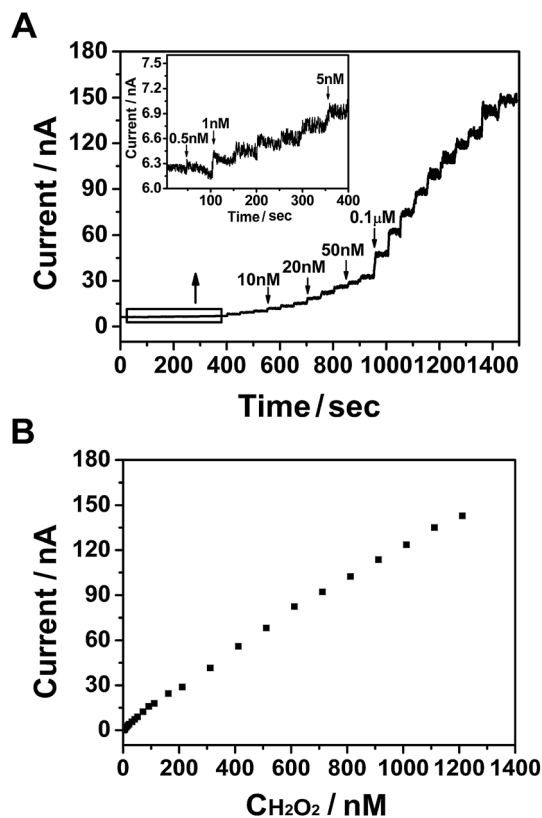 A
180
150
120
90
60
30
0
Current / nA
7.5
7.2
6.9
6.6
6.3
6.0
Current / nA
0.5nM
1nM
5nM
100 200 300 400
Time / sec
10nM
20nM
50nM
0.1µM
0 200 400 600 800 1000 1200 1400
Time / sec
B
180
150
120
90
60
30
0
Current / nA
0 200 400 600 800 1000 1200 1400
CH2O2 / nM